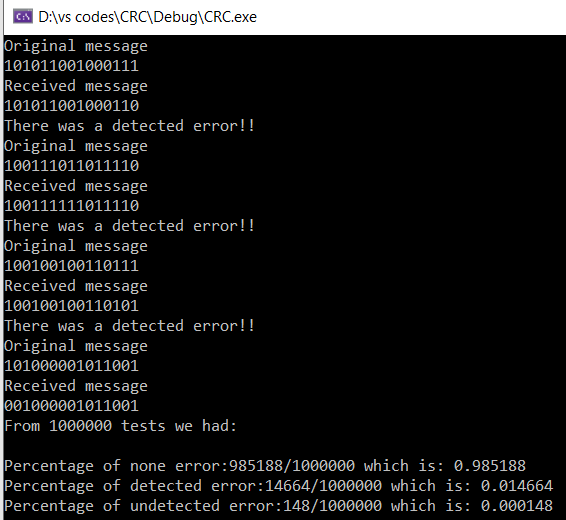 D:\vs codes\CRC\Debug\CRC.exe
Original message
101011001000111
Received message
101011001000110
There was a detected error!!
Original message
100111011011110
Received message
100111111011110
There was a detected error!!
Original message
100100100110111
Received message
100100100110101
There was a detected error!!
Original message
101000001011001
Received message
001000001011001
From 1000000 tests we had:
Percentage of none error:985188/1000000 which is: 0.985188
Percentage of detected error:14664/1000000 which is: 0.014664
Percentage of undetected error:148/1000000 which is: 0.000148